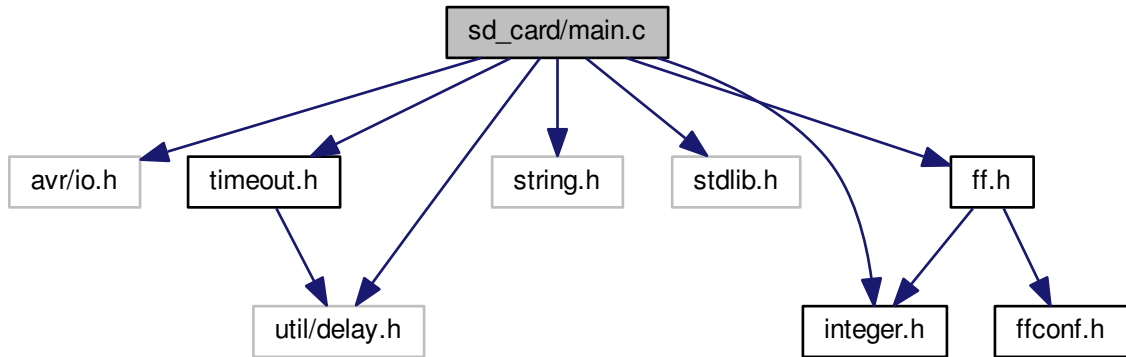 sd_card/main.c
avr/io.h
timeout.h
string.h
stdlib.h
ff.h
util/delay.h
integer.h
ffconf.h